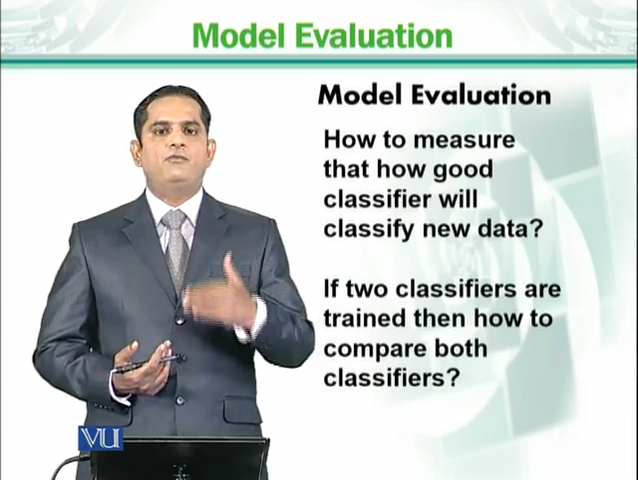 Model Evaluation
Model Evaluation
How to measure
that how good
classifier will
classify new data?
If two classifiers are
trained then how to
compare both
classifiers?
VU